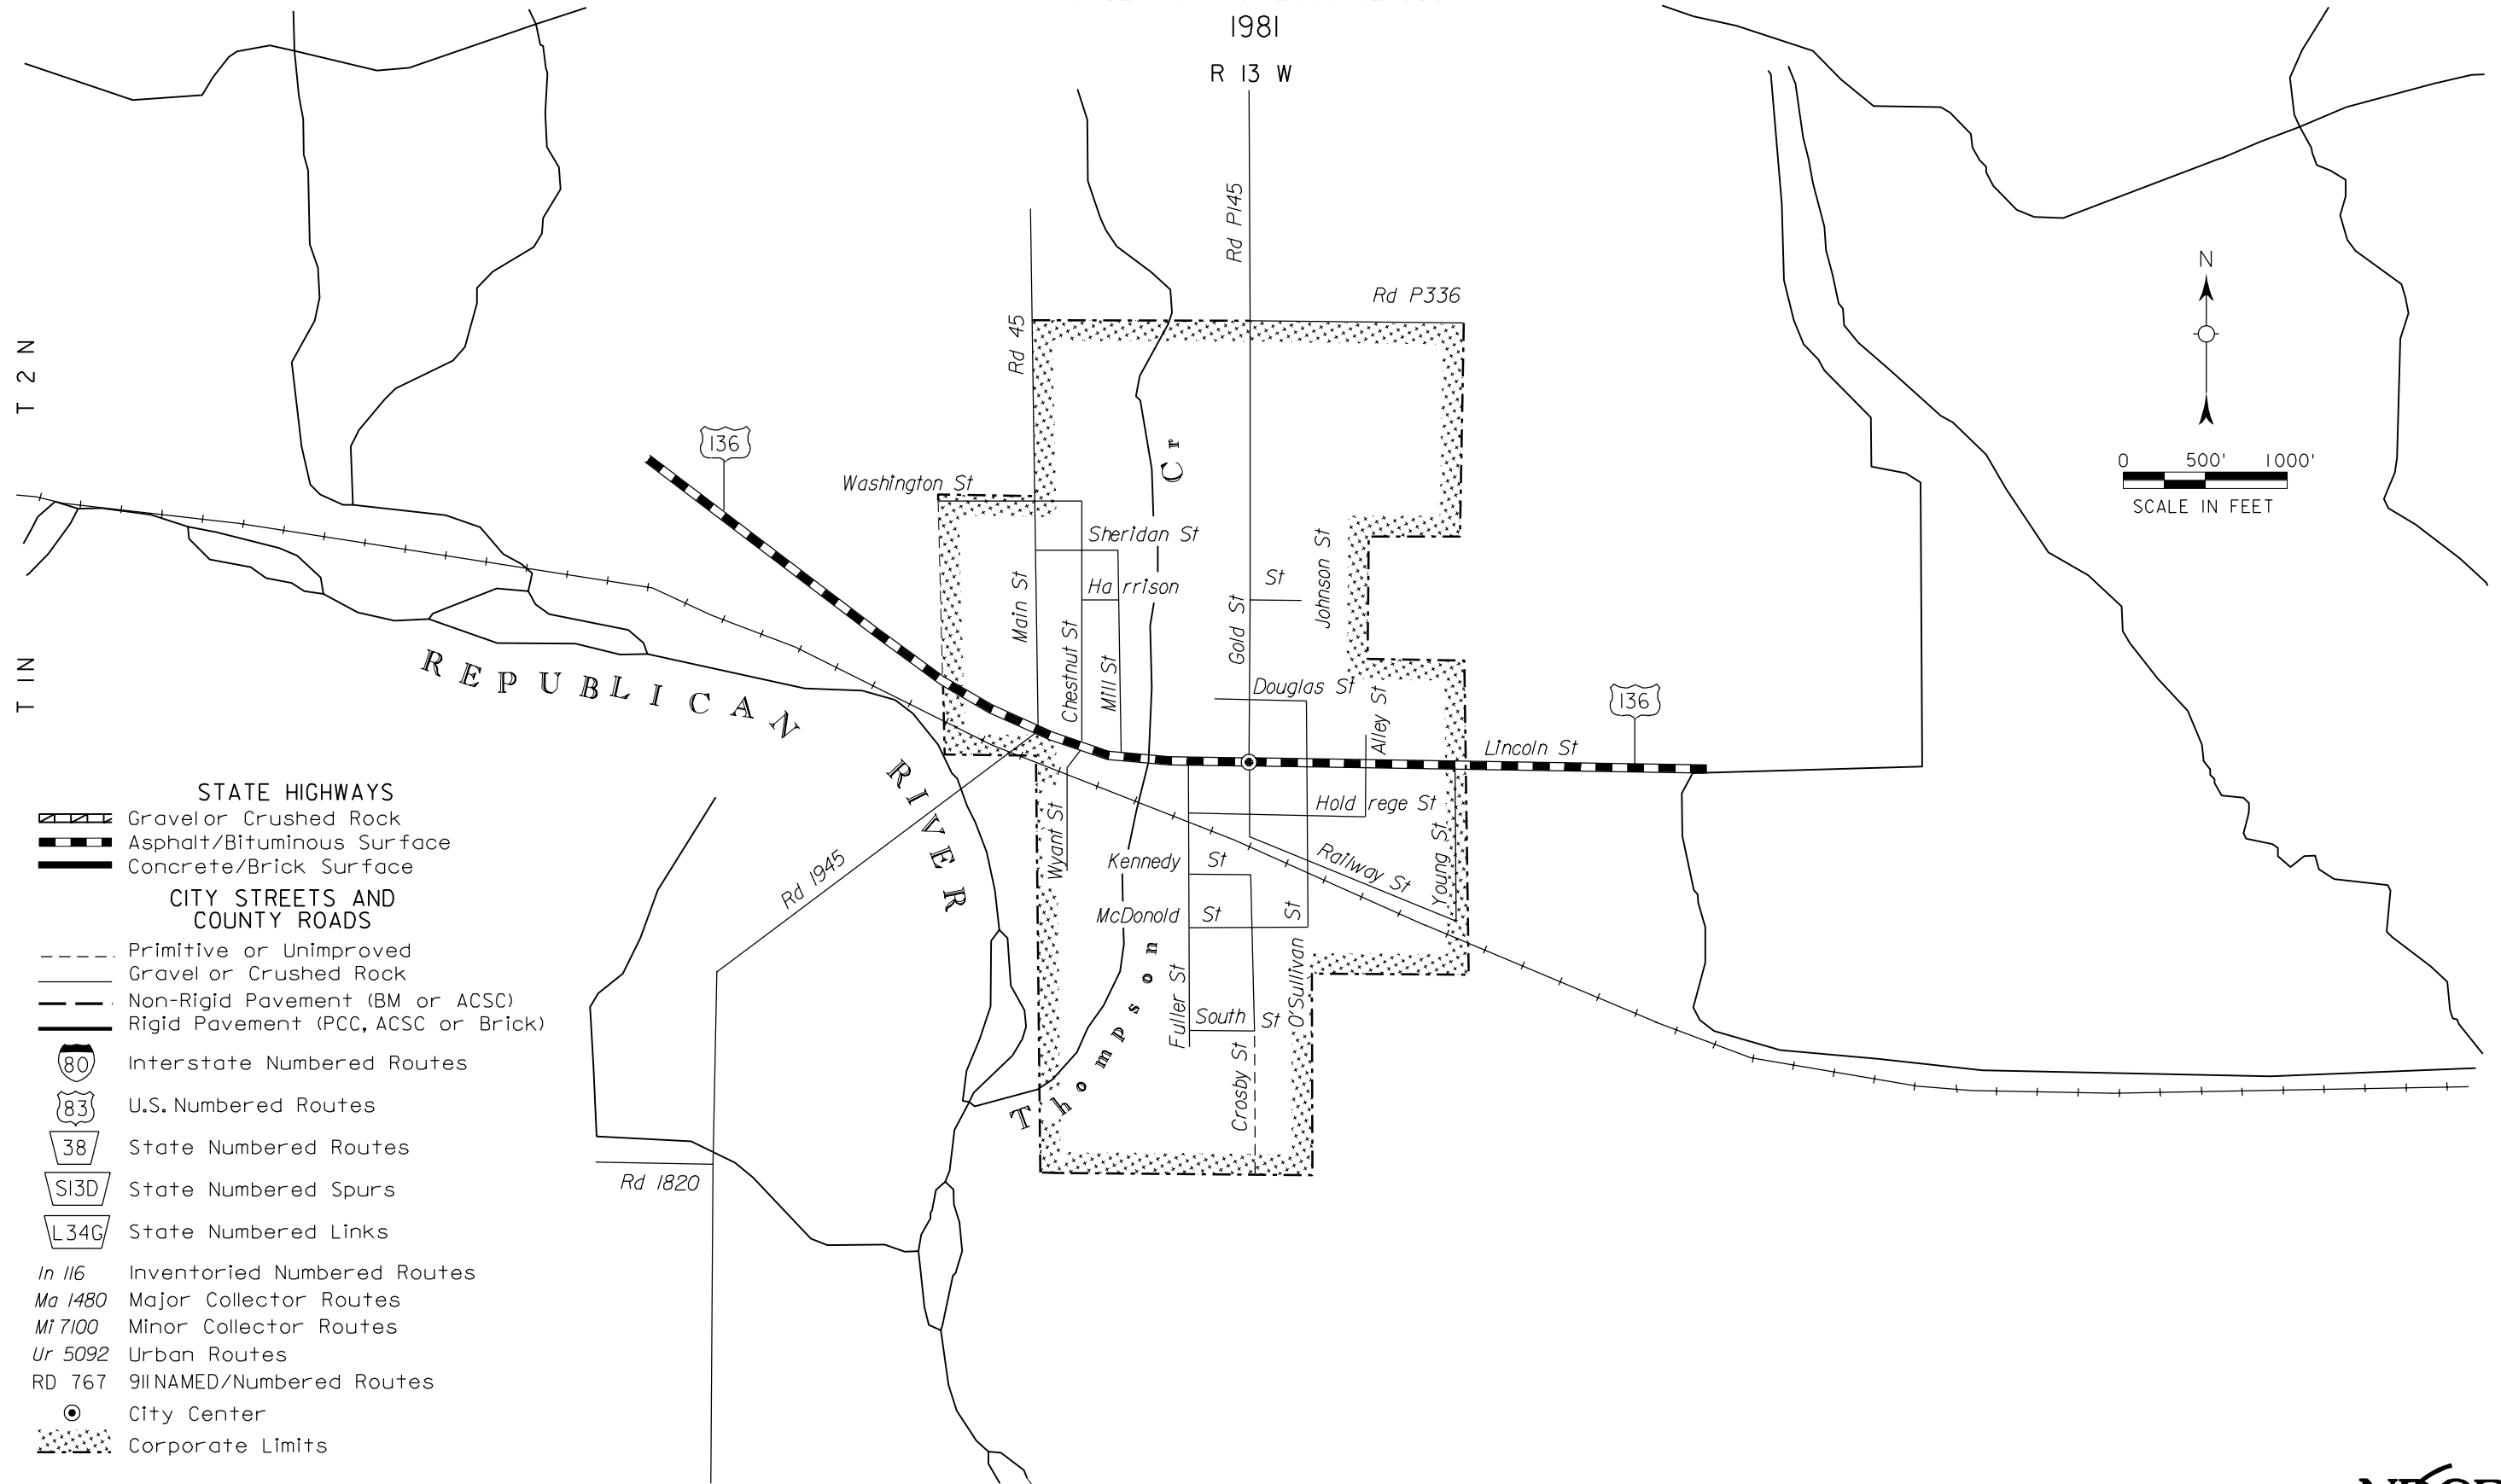 1981
R 13 W
Rd P145
N
Rd P336
Rd 45
T 2 N
136
Cr
0 500' 1000'
SCALE IN FEET
Washington St
Sheridan St
Harrison
St
Johnson St
Main St
Gold St
Chestnut St
Mill St
T 1N
REPUBLICAN RIVER
Douglas St
Alley St
136
Lincoln St
Holdrege St
Wyant St
Railway St
Young St
Kennedy St
Rd 1945
McDonold St
St
O'Sullivan
Thompson
Fuller St
South St
Crosby St
Rd 1820
STATE HIGHWAYS
Gravel or Crushed Rock
Asphalt/Bituminous Surface
Concrete/Brick Surface
CITY STREETS AND
COUNTY ROADS
Primitive or Unimproved
Gravel or Crushed Rock
Non-Rigid Pavement (BM or ACSC)
Rigid Pavement (PCC, ACSC or Brick)
80 Interstate Numbered Routes
83 U.S. Numbered Routes
38 State Numbered Routes
S13D State Numbered Spurs
L34G State Numbered Links
In 116 Inventoried Numbered Routes
Ma 1480 Major Collector Routes
Mi 7100 Minor Collector Routes
Ur 5092 Urban Routes
RD 767 911 NAMED/Numbered Routes
City Center
Corporate Limits